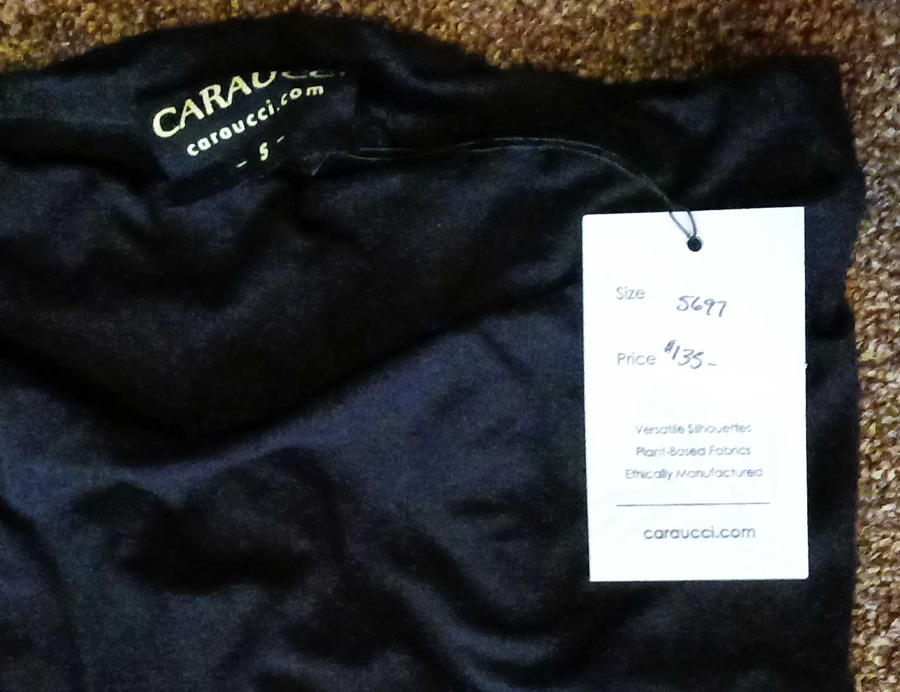 CARAUCCI
caraucci.com
- S -
Size 5697
Price $135-
Versatile Silhouettes
Plant-Based Fabrics
Ethically Manufactured
caraucci.com